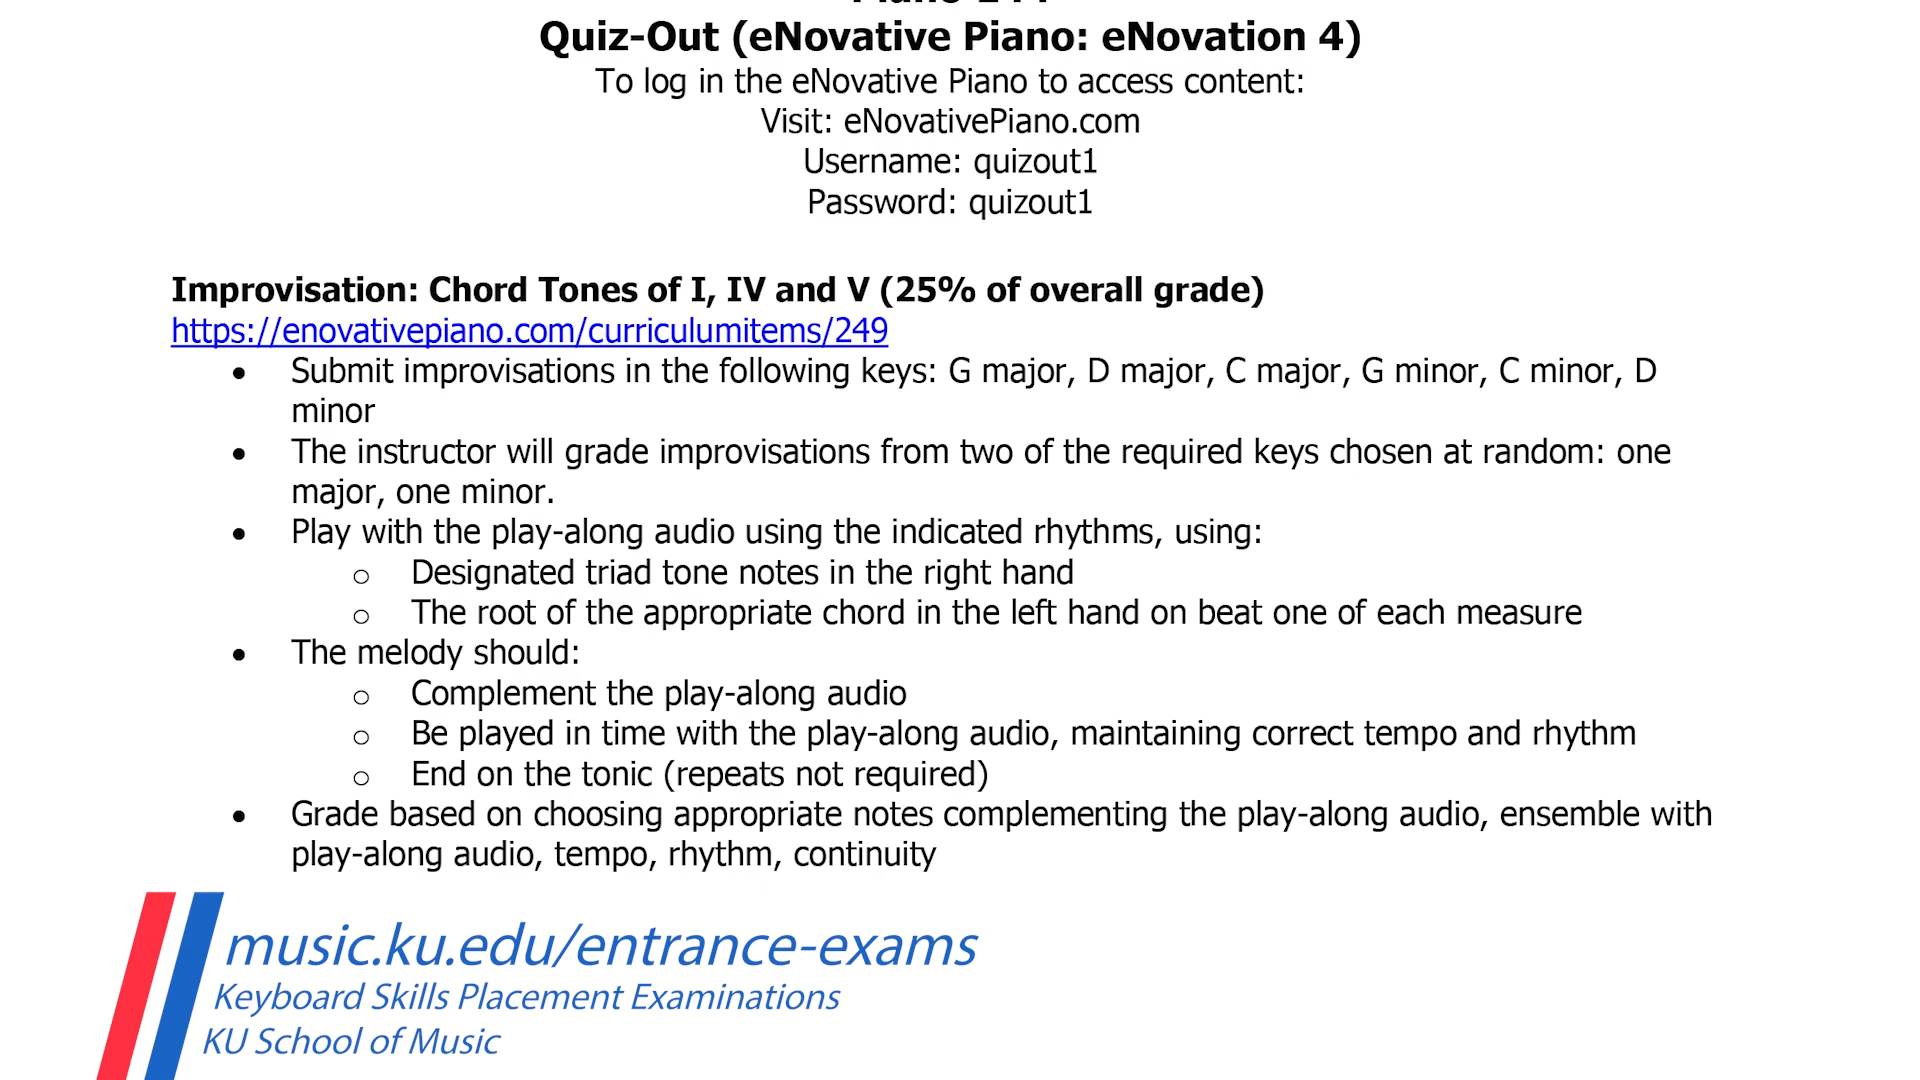 Quiz-Out (eNovative Piano: eNovation 4)
To log in the eNovative Piano to access content:
Visit: eNovativePiano.com
Username: quizout1
Password: quizout1
Improvisation: Chord Tones of I, IV and V (25% of overall grade)
https://enovativepiano.com/curriculumitems/249
• Submit improvisations in the following keys: G major, D major, C major, G minor, C minor, D
minor
• The instructor will grade improvisations from two of the required keys chosen at random: one
major, one minor.
• Play with the play-along audio using the indicated rhythms, using:
o Designated triad tone notes in the right hand
o The root of the appropriate chord in the left hand on beat one of each measure
• The melody should:
o Complement the play-along audio
o Be played in time with the play-along audio, maintaining correct tempo and rhythm
o End on the tonic (repeats not required)
• Grade based on choosing appropriate notes complementing the play-along audio, ensemble with
play-along audio, tempo, rhythm, continuity
music.ku.edu/entrance-exams
Keyboard Skills Placement Examinations
KU School of Music